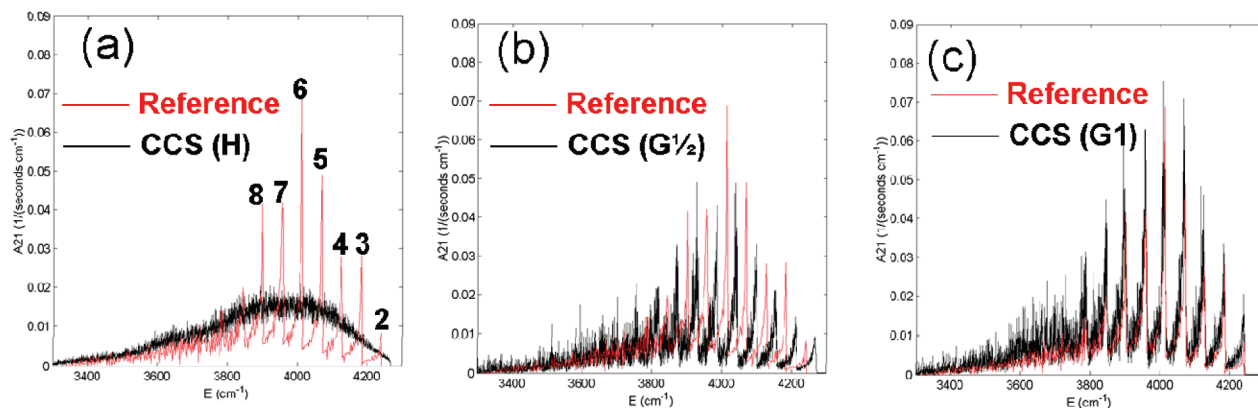 (a)
0.09
0.08
0.07
0.06
0.05
0.04
0.03
0.02
0.01
0
A21 (1/(seconds cm⁻¹))
Reference
CCS (H)
8 7 6 5 4 3 2
3400 3600 3800 4000 4200
E (cm⁻¹)
(b)
0.09
0.08
0.07
0.06
0.05
0.04
0.03
0.02
0.01
0
A21 (1/(seconds cm⁻¹))
Reference
CCS (G½)
3400 3600 3800 4000 4200
E (cm⁻¹)
(c)
0.09
0.08
0.07
0.06
0.05
0.04
0.03
0.02
0.01
0
A21 (1/(seconds cm⁻¹))
Reference
CCS (G1)
3400 3600 3800 4000 4200
E (cm⁻¹)